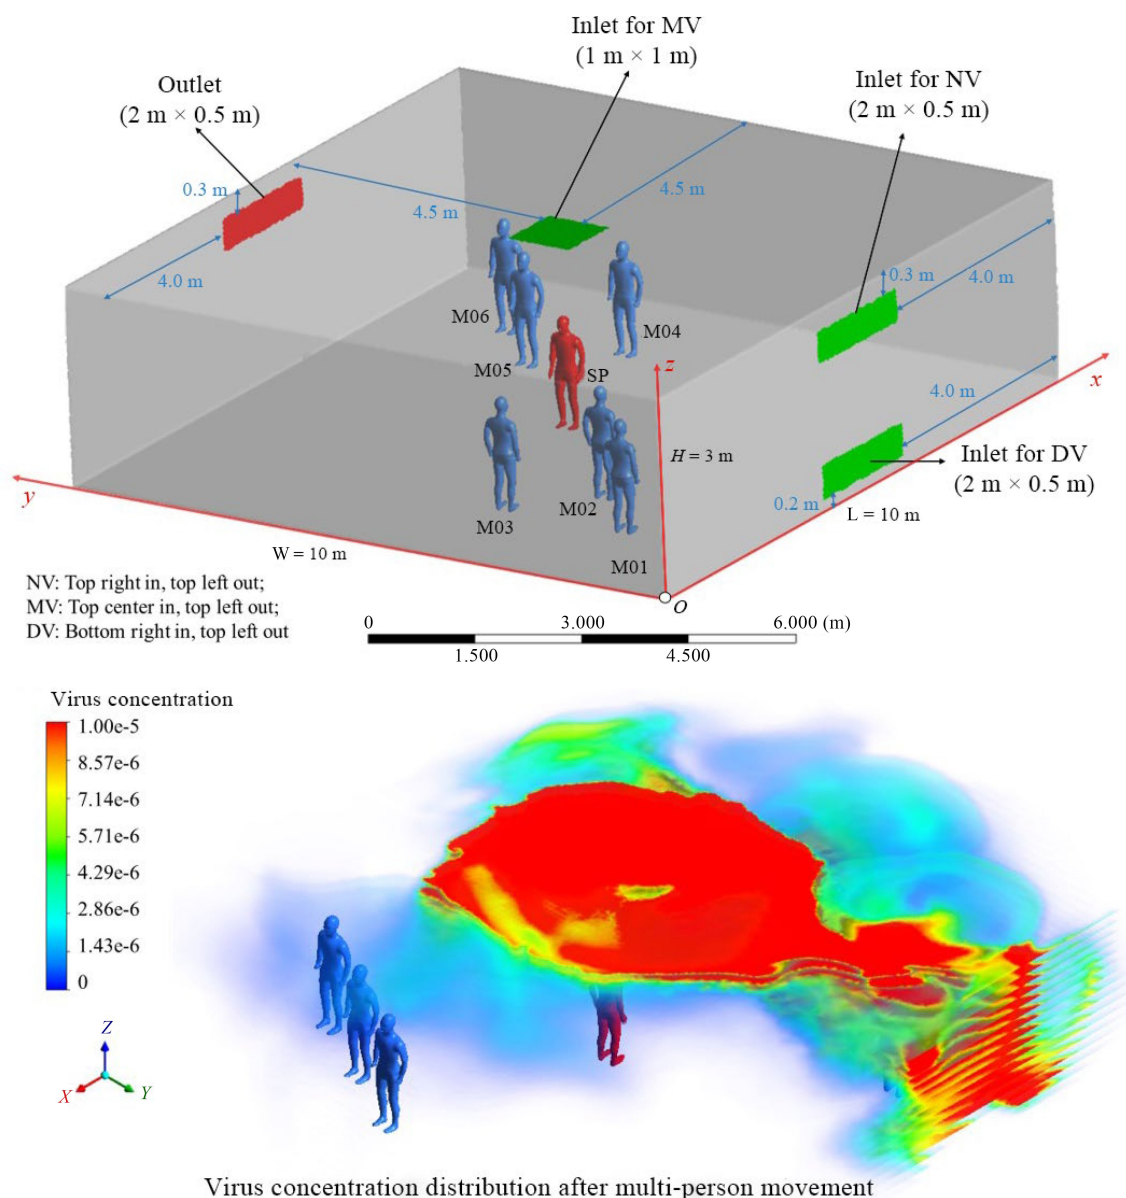 Inlet for MV
(1 m × 1 m)
Outlet
(2 m × 0.5 m)
Inlet for NV
(2 m × 0.5 m)
0.3 m
4.5 m
4.5 m
4.0 m
0.3 m
4.0 m
M06
M04
M05
SP
z
x
4.0 m
H = 3 m
Inlet for DV
(2 m × 0.5 m)
y
M03
M02
0.2 m
L = 10 m
W = 10 m
M01
O
NV: Top right in, top left out;
MV: Top center in, top left out;
DV: Bottom right in, top left out
0 3.000 6.000 (m)
1.500 4.500
Virus concentration
1.00e-5
8.57e-6
7.14e-6
5.71e-6
4.29e-6
2.86e-6
1.43e-6
0
Z
X
Y
Virus concentration distribution after multi-person movement